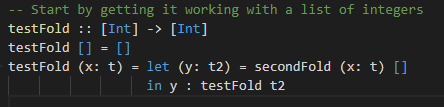 -- Start by getting it working with a list of integers
testFold :: [Int] -> [Int]
testFold [] = []
testFold (x: t) = let (y: t2) = secondFold (x: t) []
in y : testFold t2